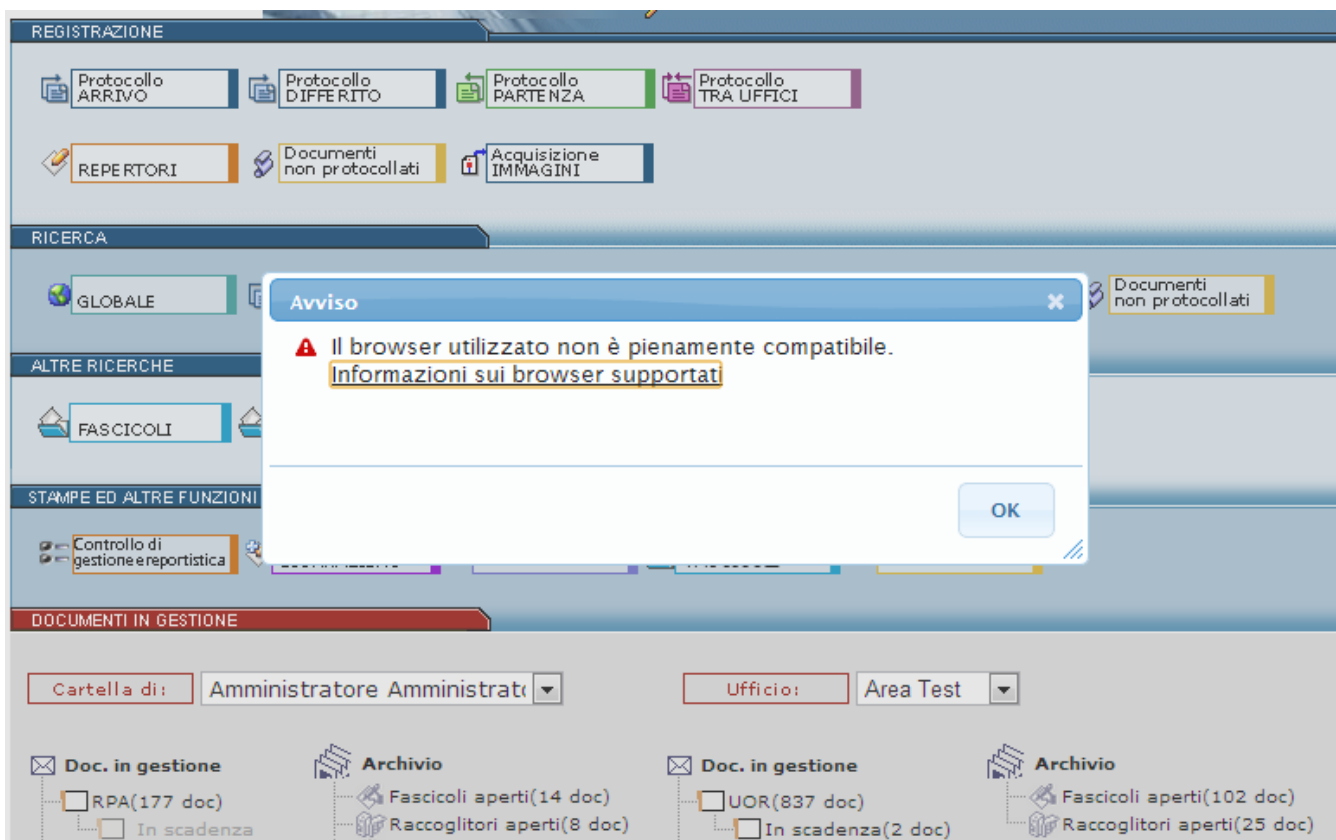 REGISTRAZIONE
Protocollo
ARRIVO
Protocollo
DIFFERITO
Protocollo
PARTENZA
Protocollo
TRA UFFICI
REPERTORI
Documenti
non protocollati
Acquisizione
IMMAGINI
RICERCA
GLOBALE
Documenti
non protocollati
Avviso
Il browser utilizzato non è pienamente compatibile.
Informazioni sui browser supportati
OK
ALTRE RICERCHE
FASCICOLI
STAMPE ED ALTRE FUNZIONI
Controllo di
gestione e reportistica
DOCUMENTI IN GESTIONE
Cartella di:
Amministratore Amministrat
Ufficio:
Area Test
Doc. in gestione
Archivio
Doc. in gestione
Archivio
RPA(177 doc)
Fascicoli aperti(14 doc)
UOR(837 doc)
Fascicoli aperti(102 doc)
In scadenza
Raccoglitori aperti(8 doc)
In scadenza(2 doc)
Raccoglitori aperti(25 doc)